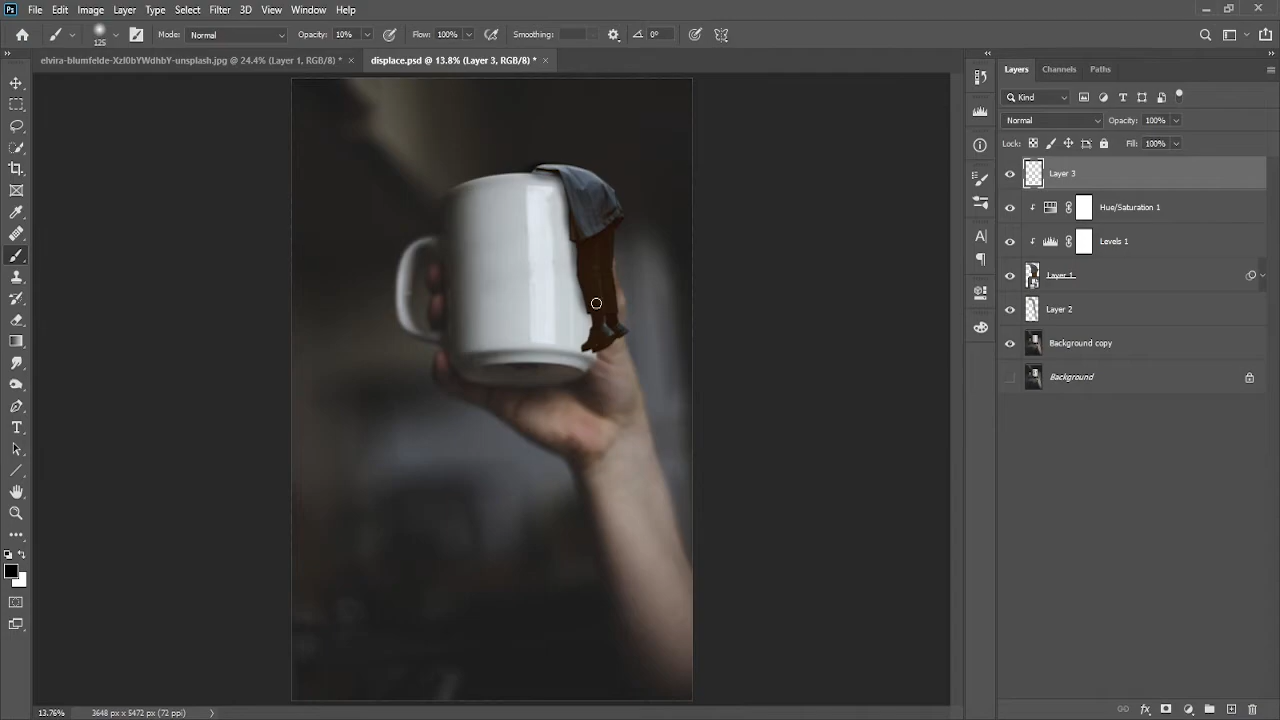 Ps File Edit Image Layer Type Select Filter 3D View Window Help
125 Mode: Normal Opacity: 10% Flow: 100% Smoothing: 0°
elvira-blumfelde-XzI0bYWdhbY-unsplash.jpg @ 24.4% (Layer 1, RGB/8) * × displace.psd @ 13.8% (Layer 3, RGB/8) * ×
Layers Channels Paths
Kind
Normal Opacity: 100%
Lock: Fill: 100%
Layer 3
Hue/Saturation 1
Levels 1
Layer 1
Layer 2
Background copy
Background
13.76% 3648 px x 5472 px (72 ppi)